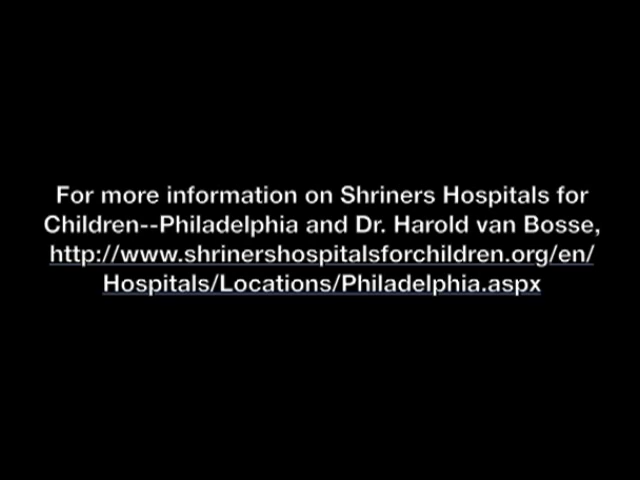 For more information on Shriners Hospitals for
Children--Philadelphia and Dr. Harold van Bosse,
http://www.shrinershospitalsforchildren.org/en/
Hospitals/Locations/Philadelphia.aspx